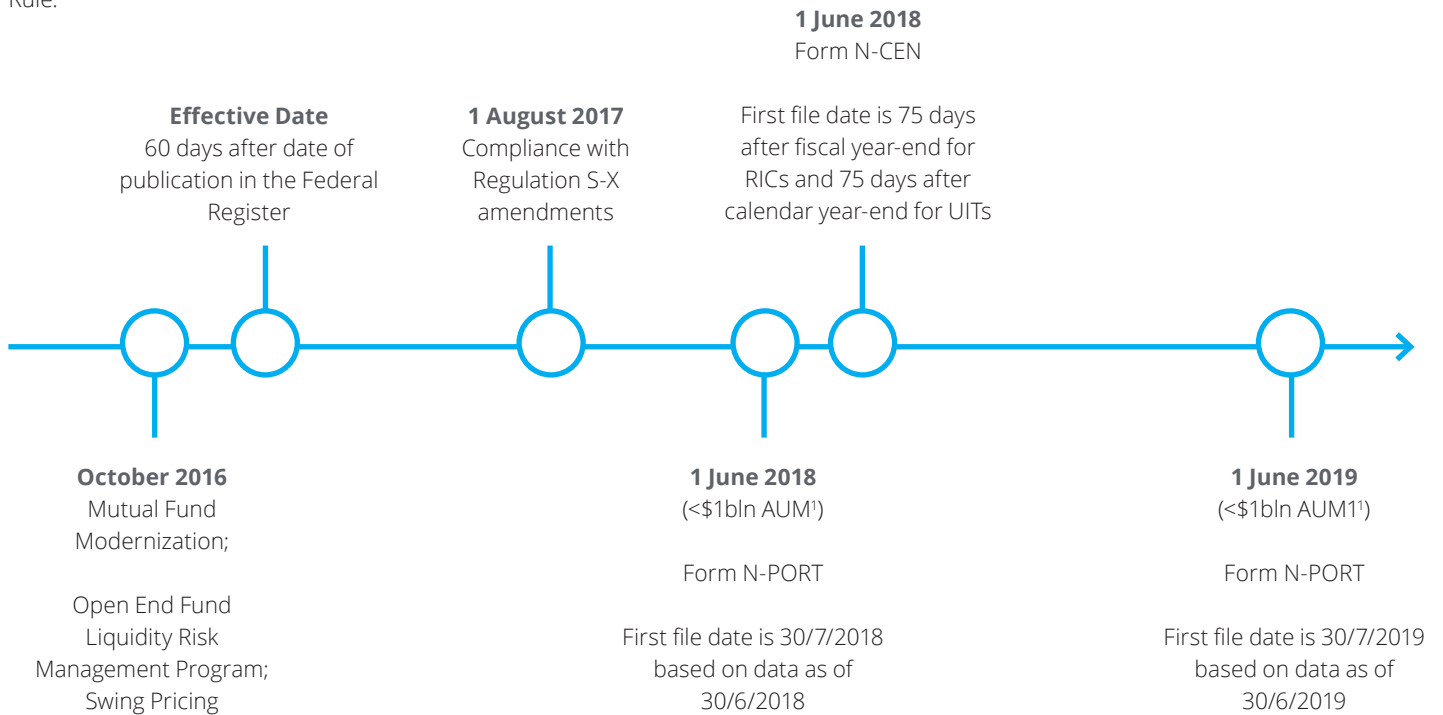 Rule.
1 June 2018
Form N-CEN
First file date is 75 days
after fiscal year-end for
RICs and 75 days after
calendar year-end for UITs
Effective Date
60 days after date of
publication in the Federal
Register
1 August 2017
Compliance with
Regulation S-X
amendments
October 2016
Mutual Fund
Modernization;
Open End Fund
Liquidity Risk
Management Program;
Swing Pricing
1 June 2018
(<$1bln AUM¹)
Form N-PORT
First file date is 30/7/2018
based on data as of
30/6/2018
1 June 2019
(<$1bln AUM1¹)
Form N-PORT
First file date is 30/7/2019
based on data as of
30/6/2019